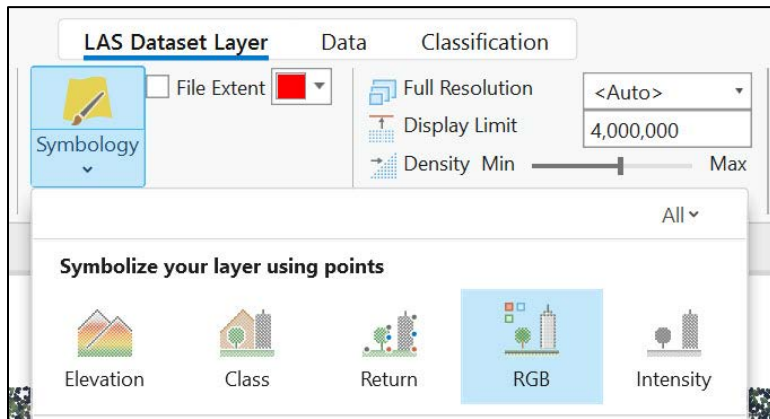 LAS Dataset Layer Data Classification
File Extent
Symbology
Full Resolution <Auto>
Display Limit 4,000,000
Density Min Max
All
Symbolize your layer using points
Elevation Class Return RGB Intensity